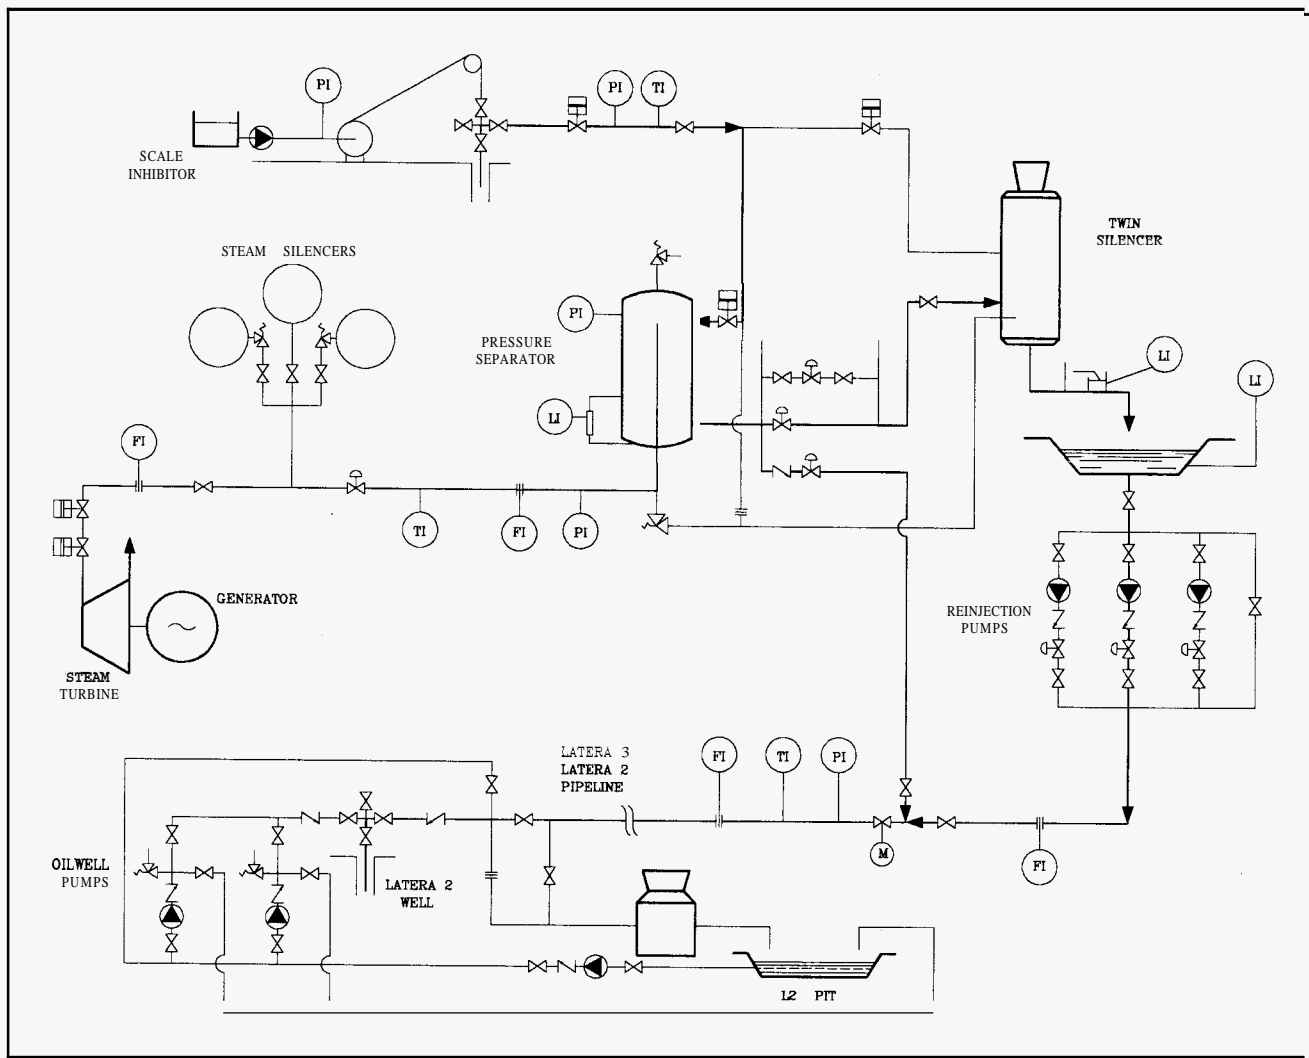 PI
PI
TI
SCALE
INHIBITOR
TWIN
SILENCER
STEAM SILENCERS
PI
PRESSURE
SEPARATOR
LI
LI
LI
FI
TI
FI
PI
GENERATOR
REINJECTION
PUMPS
STEAM
TURBINE
LATERA 3
LATERA 2
PIPELINE
FI
TI
PI
M
FI
OILWELL
PUMPS
LATERA 2
WELL
L2 PIT